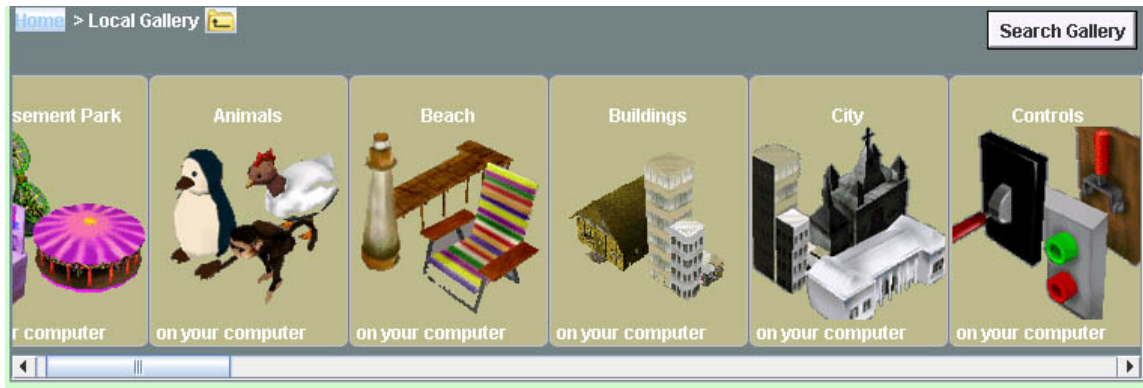 Home > Local Gallery
Search Gallery
sement Park
Animals
Beach
Buildings
City
Controls
r computer
on your computer
on your computer
on your computer
on your computer
on your computer